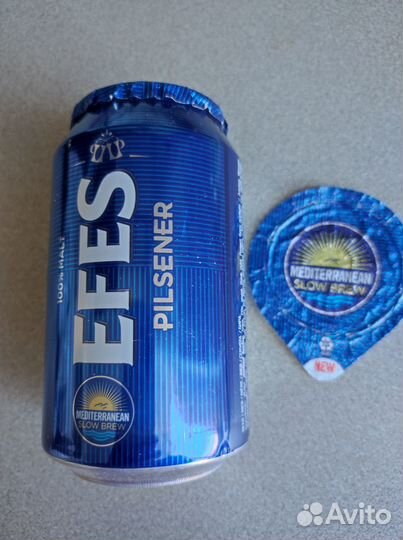 100% MALT
EFES
PILSENER
MEDITERRANEAN
SLOW BREW
MEDITERRANEAN
SLOW BREW
NEW
Avito